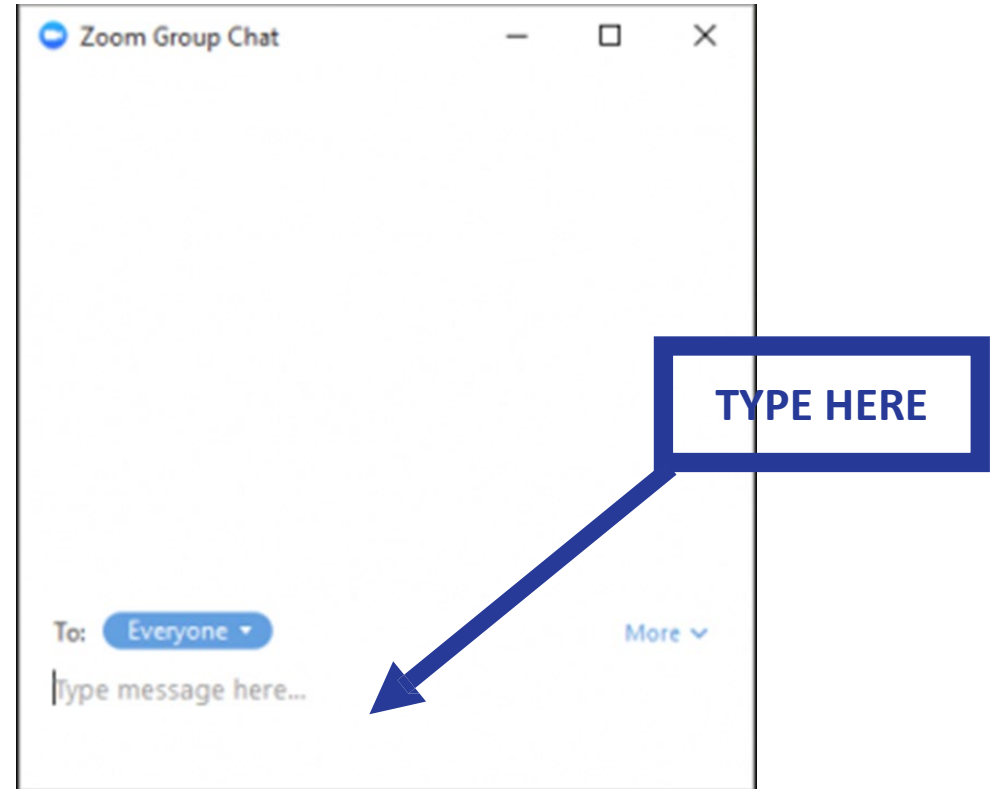 Zoom Group Chat
TYPE HERE
To: Everyone More
Type message here...